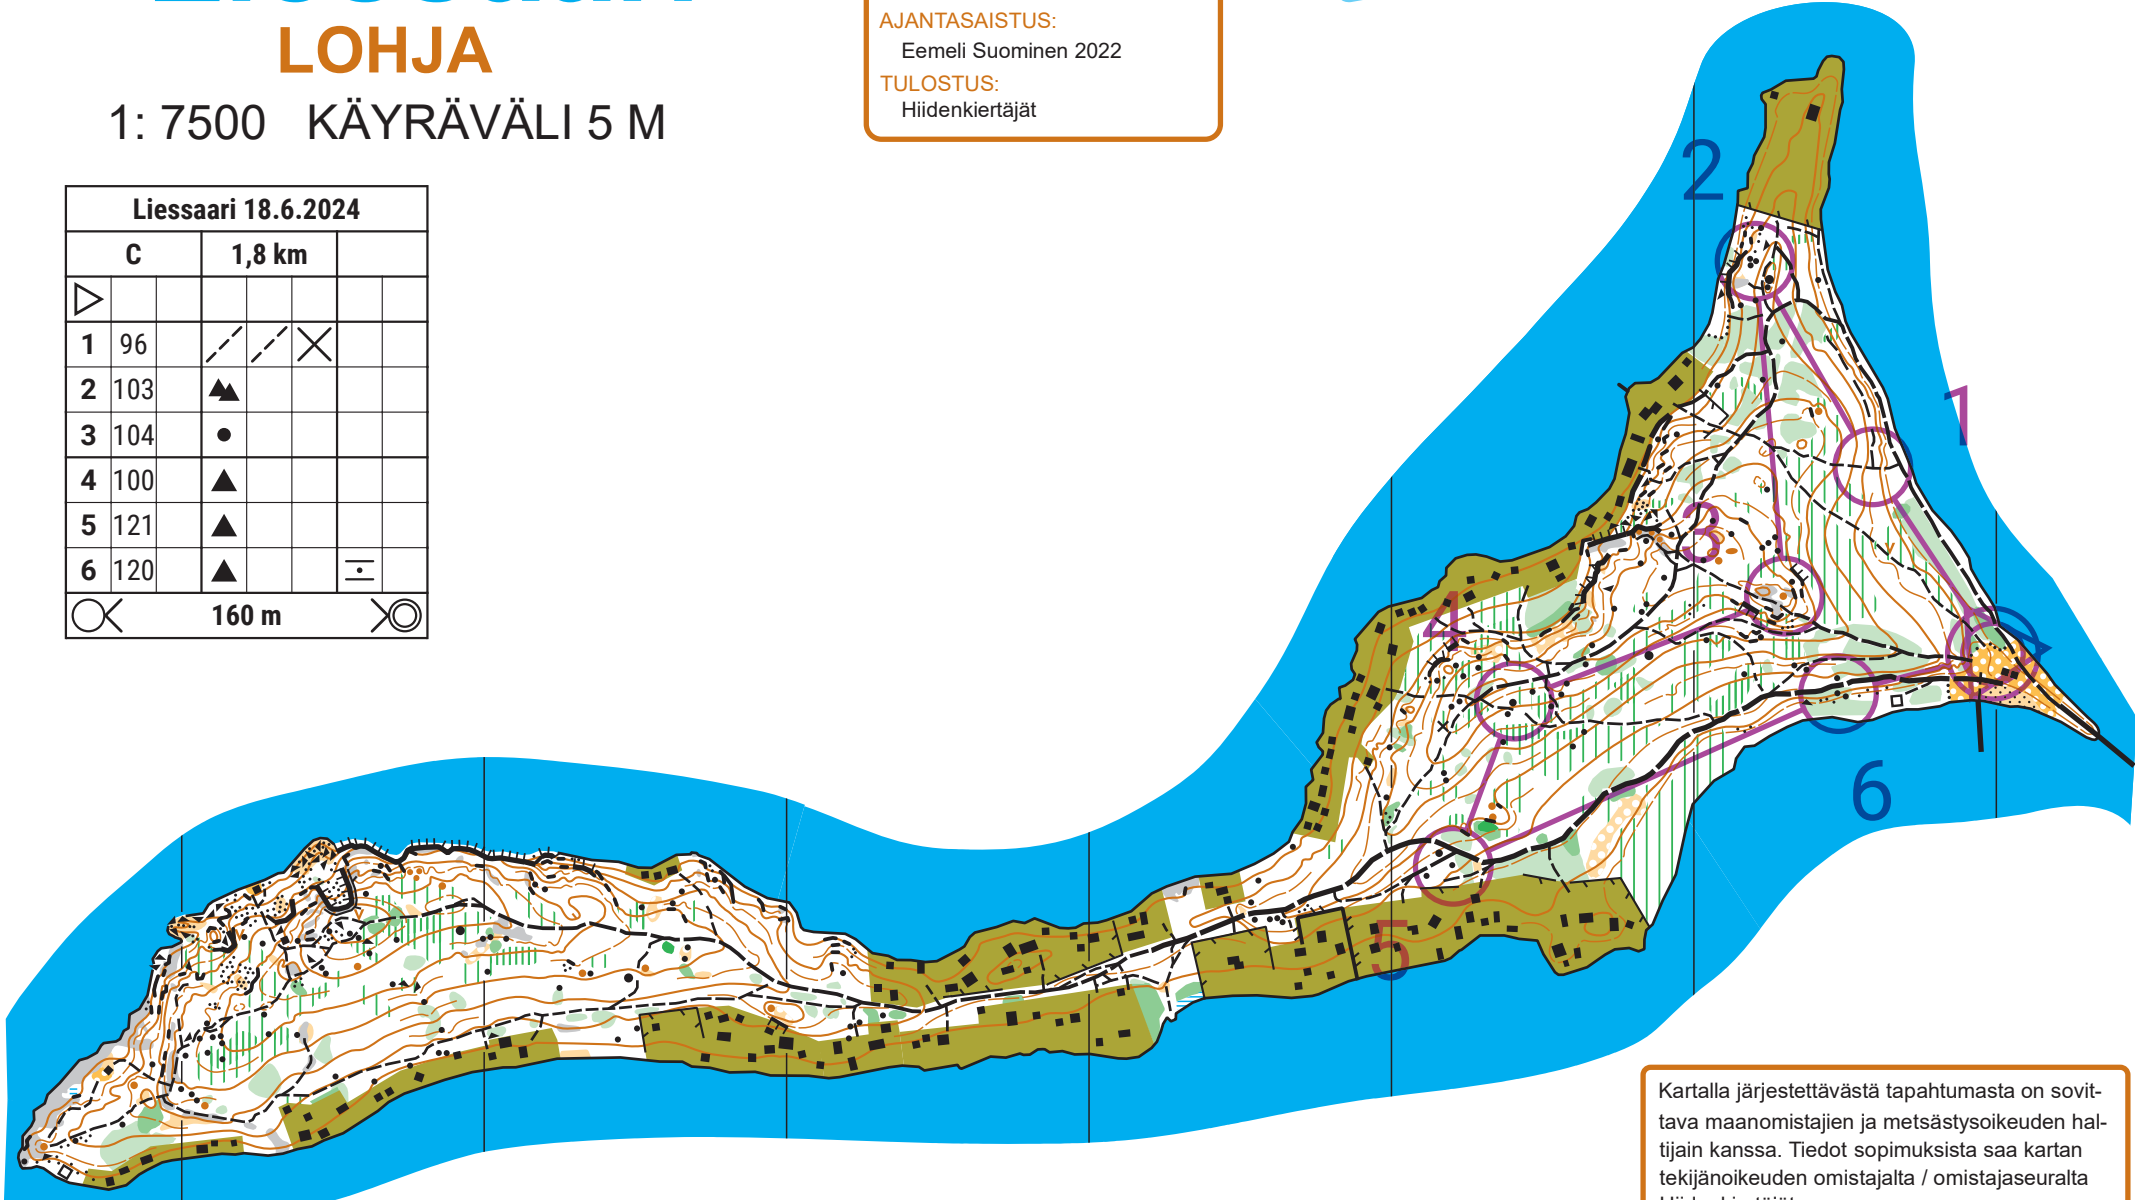 LOHJA
1: 7500 KÄYRÄVÄLI 5 M
AJANTASAISTUS:
Eemeli Suominen 2022
TULOSTUS:
Hiidenkiertäjät
Liessaari 18.6.2024
C 1,8 km
1 96
2 103
3 104
4 100
5 121
6 120
160 m
2
1
3
4
6
5
Kartalla järjestettävästä tapahtumasta on sovit-
tava maanomistajien ja metsästysoikeuden hal-
tijain kanssa. Tiedot sopimuksista saa kartan
tekijänoikeuden omistajalta / omistajaseuralta